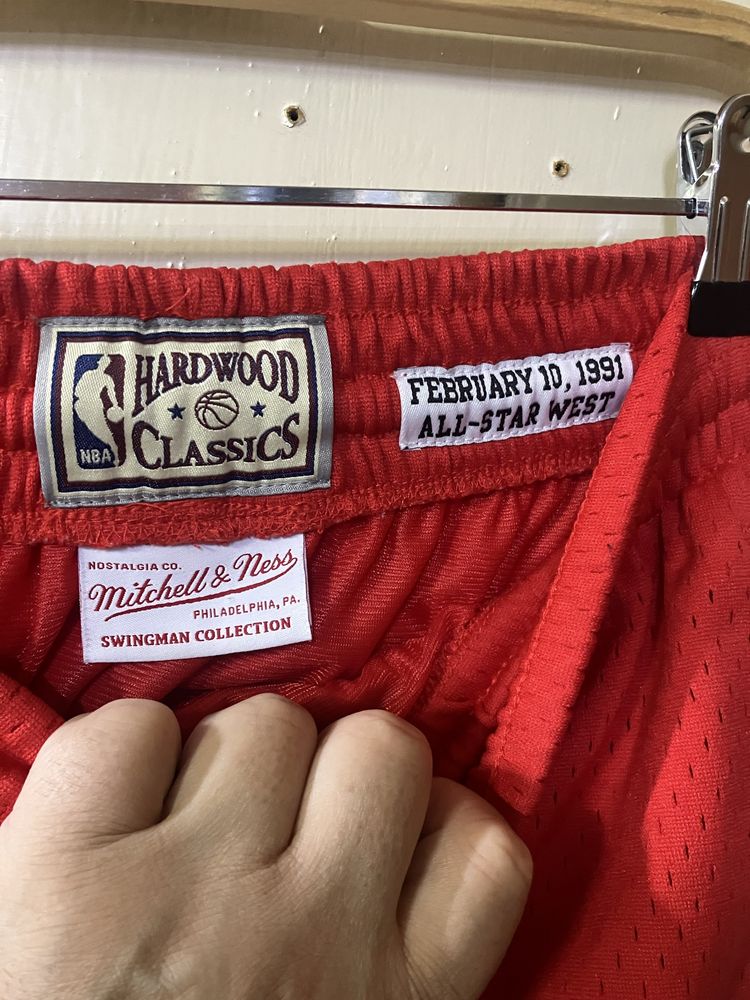 HARDWOOD
CLASSICS
NBA
FEBRUARY 10, 1991
ALL-STAR WEST
NOSTALGIA CO.
Mitchell & Ness
PHILADELPHIA, PA.
SWINGMAN COLLECTION